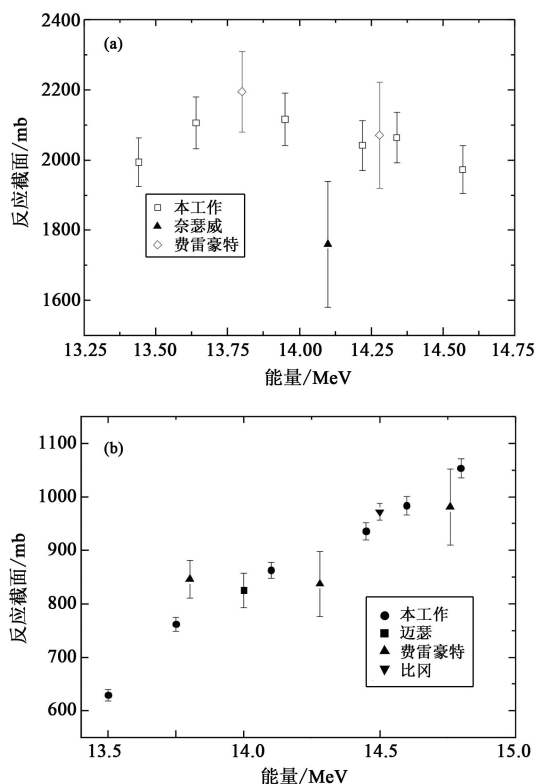 2400
(a)
2200
2000
1800
1600
反应截面/mb
本工作
奈瑟威
费雷豪特
13.25 13.50 13.75 14.00 14.25 14.50 14.75
能量/MeV
(b)
1100
1000
900
800
700
600
反应截面/mb
本工作
迈瑟
费雷豪特
比冈
13.5 14.0 14.5 15.0
能量/MeV